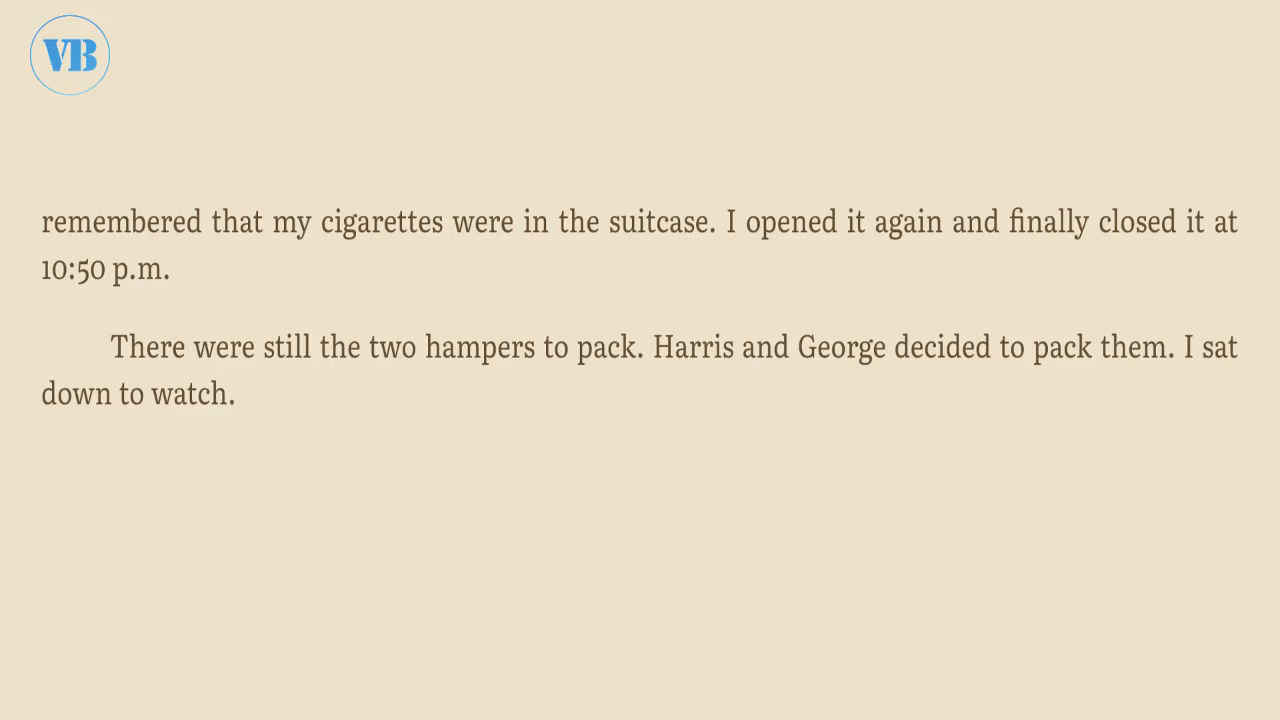 VB
remembered that my cigarettes were in the suitcase. I opened it again and finally closed it at
10:50 p.m.
There were still the two hampers to pack. Harris and George decided to pack them. I sat
down to watch.